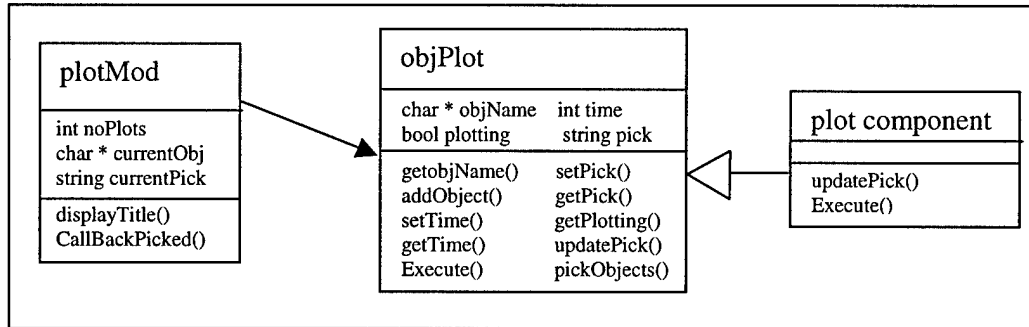 plotMod
int noPlots
char * currentObj
string currentPick
displayTitle()
CallBackPicked()
objPlot
char * objName int time
bool plotting string pick
getobjName() setPick()
addObject() getPick()
setTime() getPlotting()
getTime() updatePick()
Execute() pickObjects()
plot component
updatePick()
Execute()